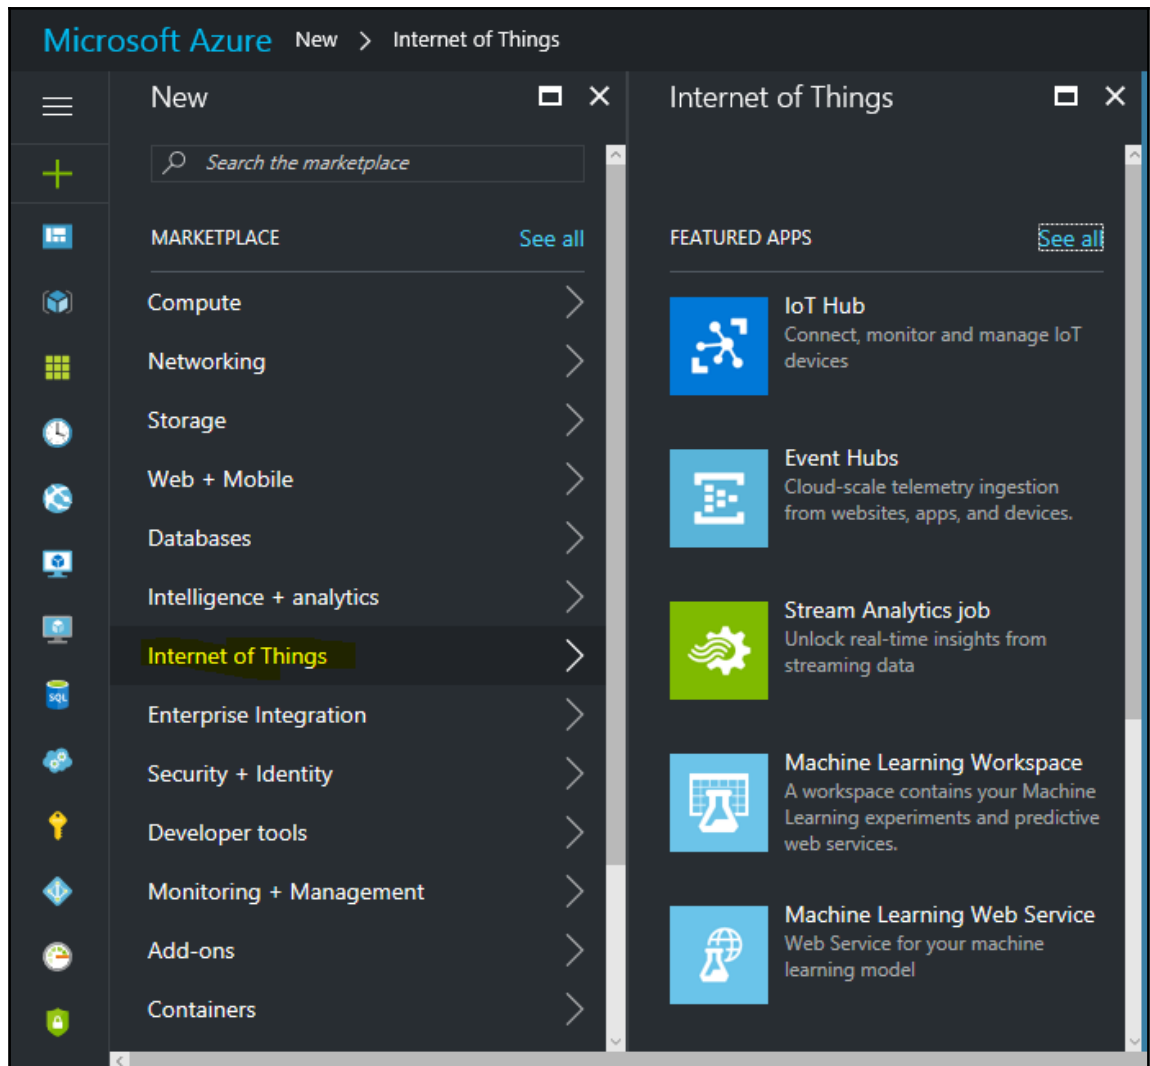 Microsoft Azure New > Internet of Things
New
Search the marketplace
MARKETPLACE See all
Compute
Networking
Storage
Web + Mobile
Databases
Intelligence + analytics
Internet of Things
Enterprise Integration
Security + Identity
Developer tools
Monitoring + Management
Add-ons
Containers
SQL
Internet of Things
FEATURED APPS See all
IoT Hub
Connect, monitor and manage IoT
devices
Event Hubs
Cloud-scale telemetry ingestion
from websites, apps, and devices.
Stream Analytics job
Unlock real-time insights from
streaming data
Machine Learning Workspace
A workspace contains your Machine
Learning experiments and predictive
web services.
Machine Learning Web Service
Web Service for your machine
learning model